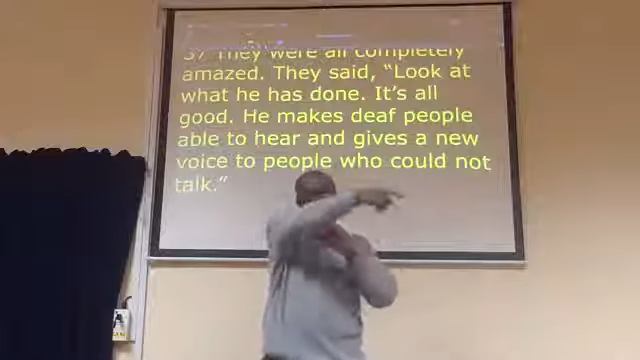 37 They were all completely
amazed. They said, “Look at
what he has done. It’s all
good. He makes deaf people
able to hear and gives a new
voice to people who could not
talk.”